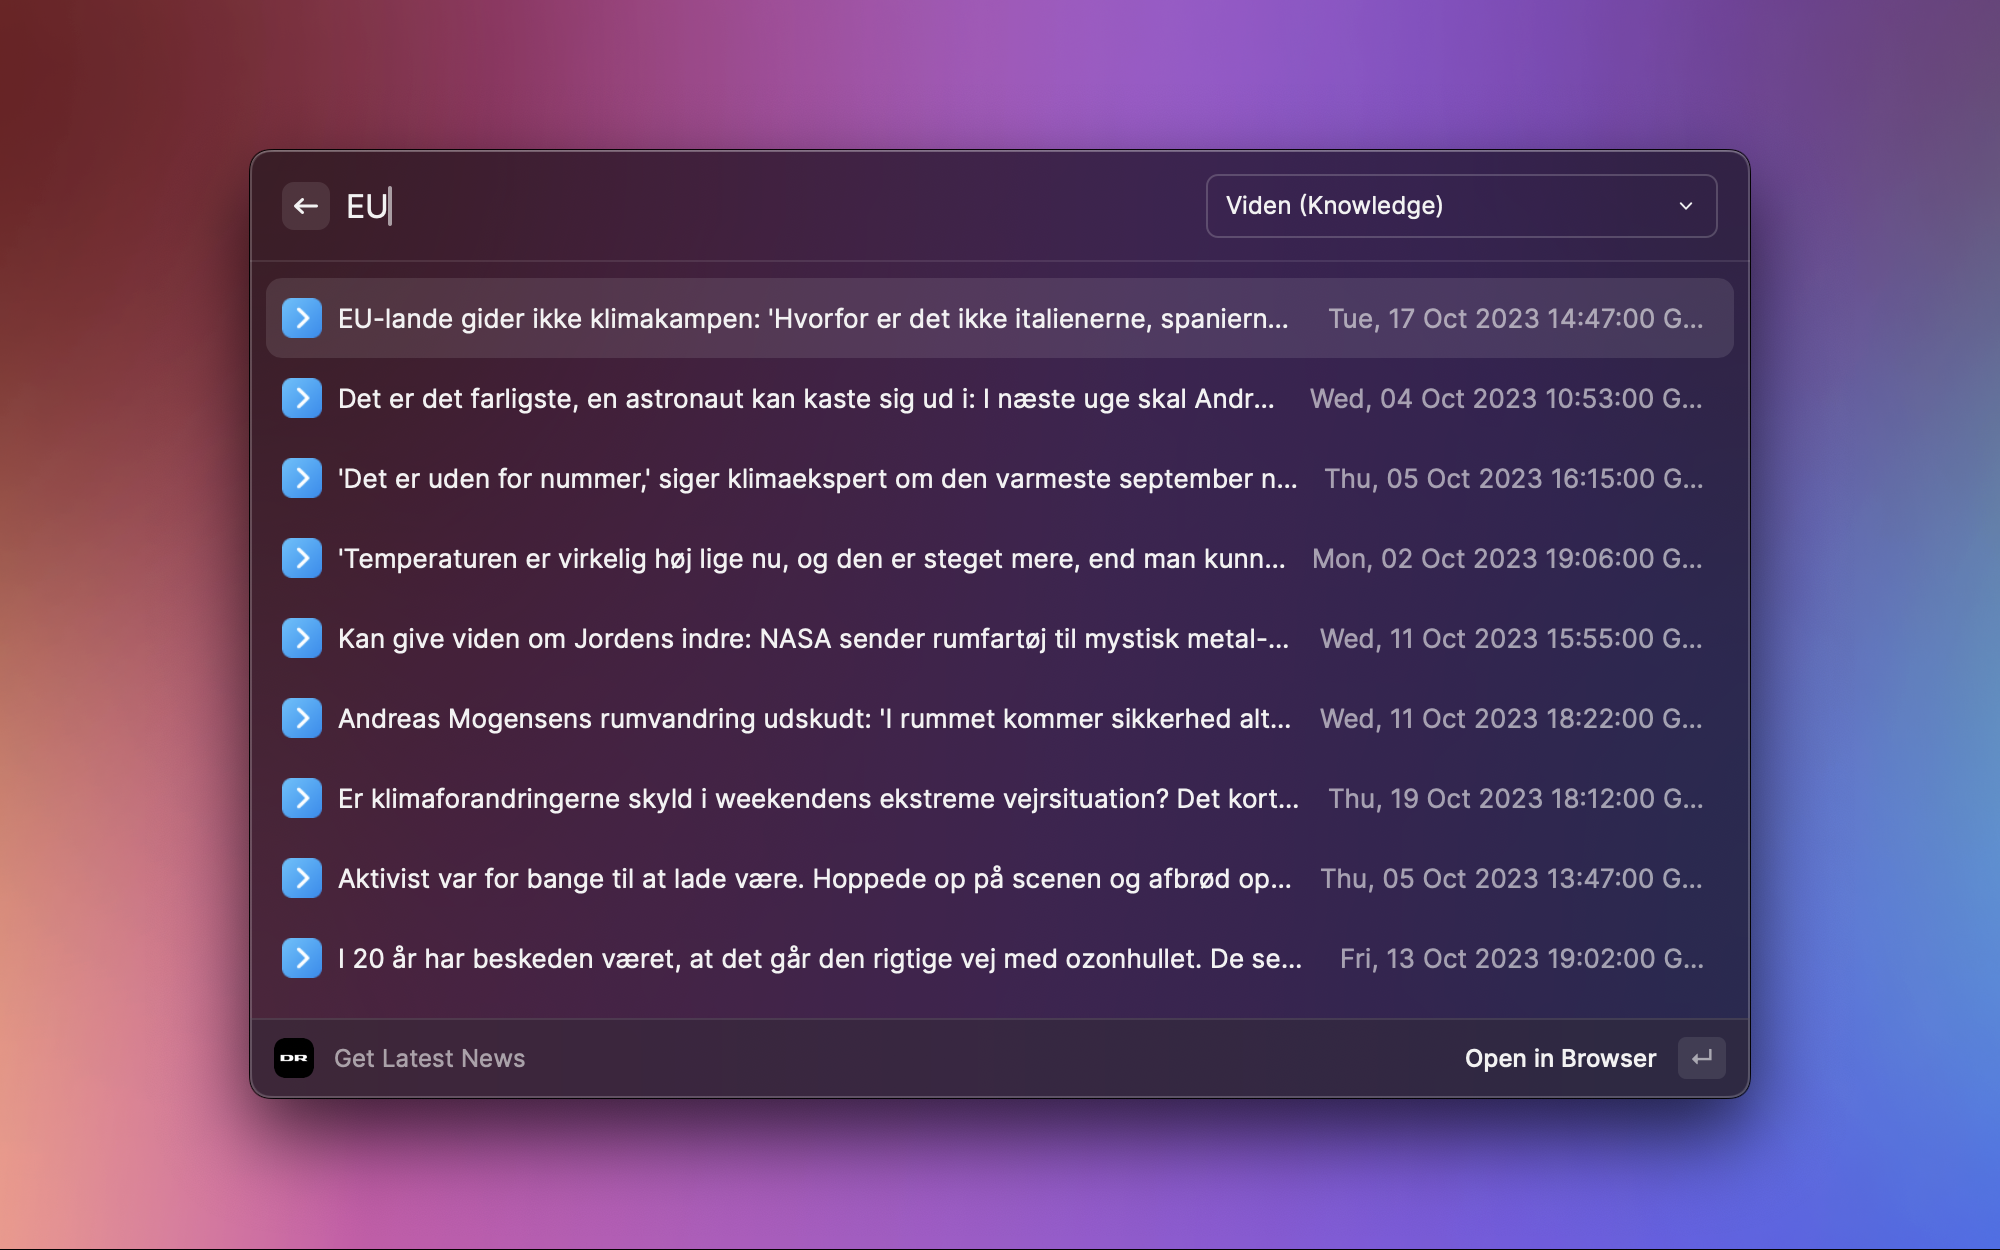 EU
Viden (Knowledge)
EU-lande gider ikke klimakampen: 'Hvorfor er det ikke italienerne, spaniern... Tue, 17 Oct 2023 14:47:00 G...
Det er det farligste, en astronaut kan kaste sig ud i: I næste uge skal Andr... Wed, 04 Oct 2023 10:53:00 G...
'Det er uden for nummer,' siger klimaekspert om den varmeste september n... Thu, 05 Oct 2023 16:15:00 G...
'Temperaturen er virkelig høj lige nu, og den er steget mere, end man kunn... Mon, 02 Oct 2023 19:06:00 G...
Kan give viden om Jordens indre: NASA sender rumfartøj til mystisk metal-... Wed, 11 Oct 2023 15:55:00 G...
Andreas Mogensens rumvandring udskudt: 'I rummet kommer sikkerhed alt... Wed, 11 Oct 2023 18:22:00 G...
Er klimaforandringerne skyld i weekendens ekstreme vejrsituation? Det kort... Thu, 19 Oct 2023 18:12:00 G...
Aktivist var for bange til at lade være. Hoppede op på scenen og afbrød op... Thu, 05 Oct 2023 13:47:00 G...
I 20 år har beskeden været, at det går den rigtige vej med ozonhullet. De se... Fri, 13 Oct 2023 19:02:00 G...
DR Get Latest News
Open in Browser